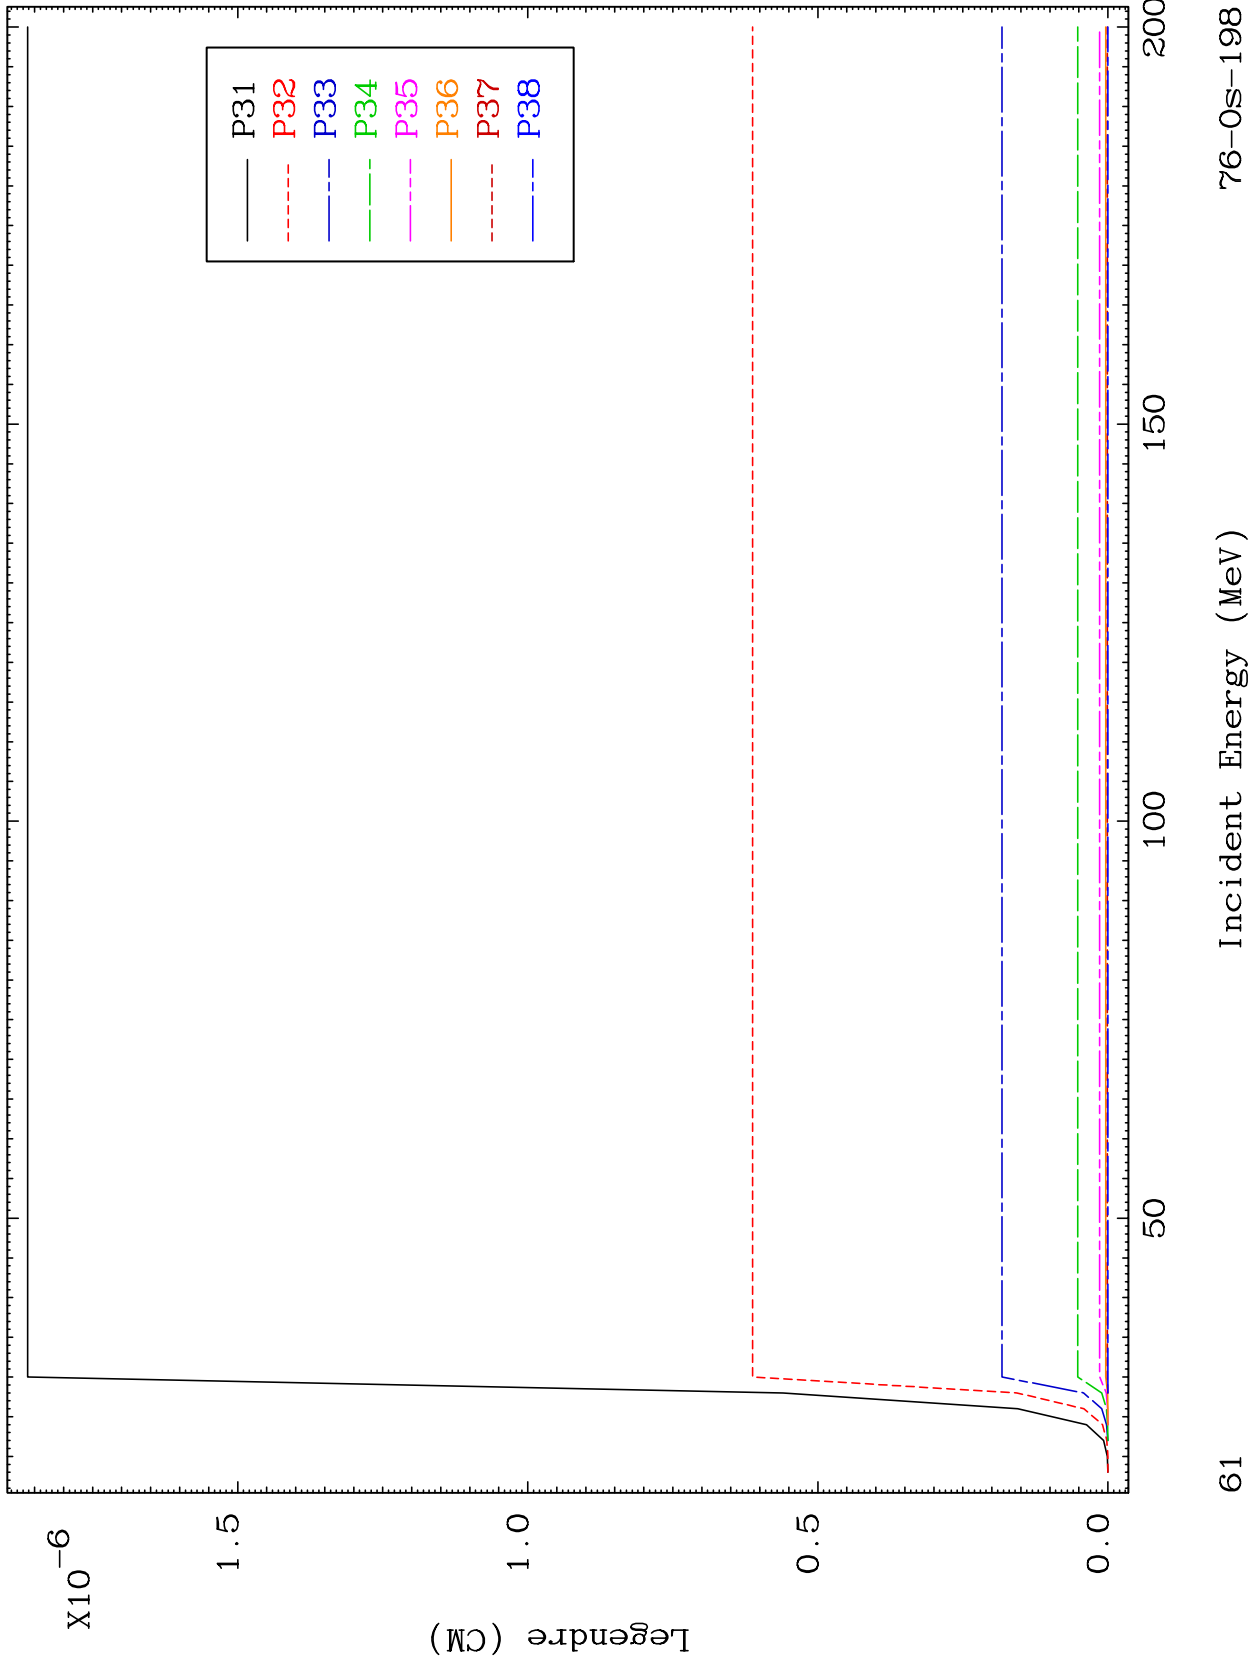 X10-6
1.5
1.0
0.5
0.0
Legendre (CM)
P31
P32
P33
P34
P35
P36
P37
P38
50
100
150
200
Incident Energy (MeV)
61
76-Os-198